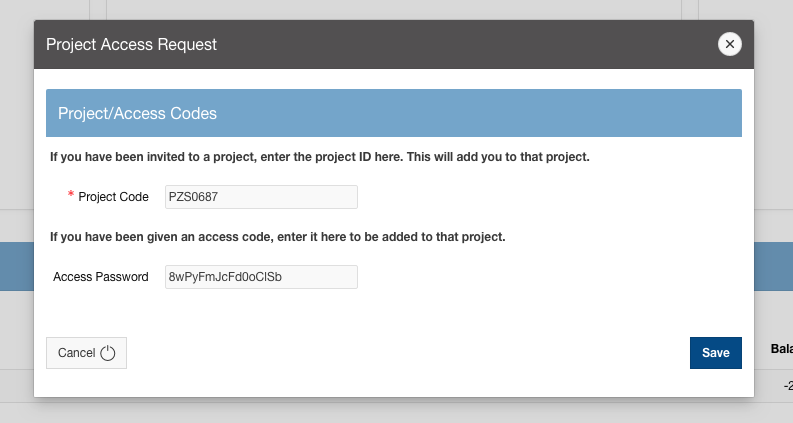 Project Access Request
Project/Access Codes
If you have been invited to a project, enter the project ID here. This will add you to that project.
* Project Code PZS0687
If you have been given an access code, enter it here to be added to that project.
Access Password 8wPyFmJcFd0oCISb
Cancel
Save
Bala
-2